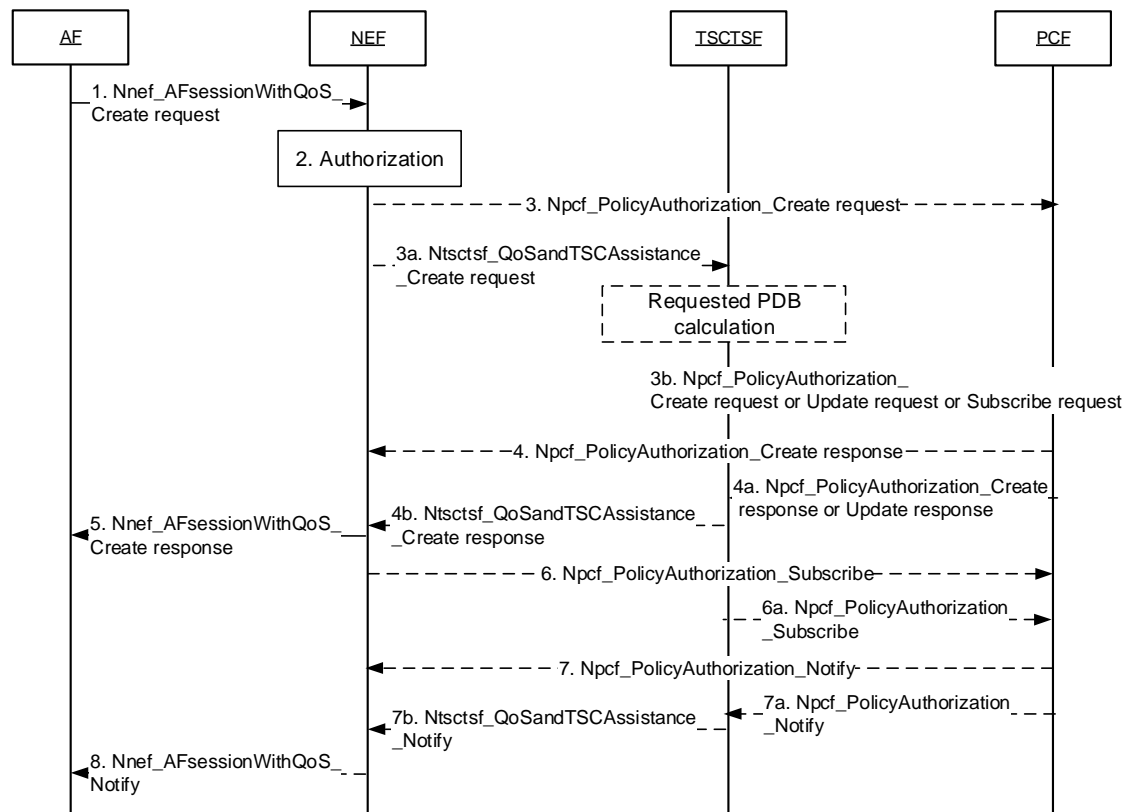 AF
NEF
TSCTSF
PCF
1. Nnef_AFsessionWithQoS_
Create request
2. Authorization
3. Npcf_PolicyAuthorization_Create request
3a. Ntsctsf_QoSandTSCAssistance
_Create request
Requested PDB
calculation
3b. Npcf_PolicyAuthorization_
Create request or Update request or Subscribe request
4. Npcf_PolicyAuthorization_Create response
4a. Npcf_PolicyAuthorization_Create
response or Update response
4b. Ntsctsf_QoSandTSCAssistance
_Create response
5. Nnef_AFsessionWithQoS_
Create response
6. Npcf_PolicyAuthorization_Subscribe
6a. Npcf_PolicyAuthorization
_Subscribe
7. Npcf_PolicyAuthorization_Notify
7a. Npcf_PolicyAuthorization
_Notify
7b. Ntsctsf_QoSandTSCAssistance
_Notify
8. Nnef_AFsessionWithQoS_
Notify